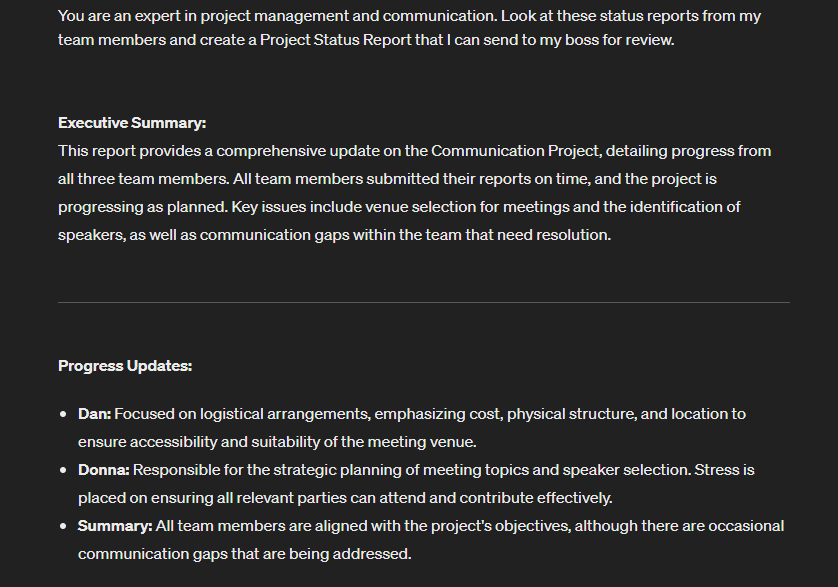 You are an expert in project management and communication. Look at these status reports from my
team members and create a Project Status Report that I can send to my boss for review.
Executive Summary:
This report provides a comprehensive update on the Communication Project, detailing progress from
all three team members. All team members submitted their reports on time, and the project is
progressing as planned. Key issues include venue selection for meetings and the identification of
speakers, as well as communication gaps within the team that need resolution.
Progress Updates:
• Dan: Focused on logistical arrangements, emphasizing cost, physical structure, and location to
ensure accessibility and suitability of the meeting venue.
• Donna: Responsible for the strategic planning of meeting topics and speaker selection. Stress is
placed on ensuring all relevant parties can attend and contribute effectively.
• Summary: All team members are aligned with the project's objectives, although there are occasional
communication gaps that are being addressed.